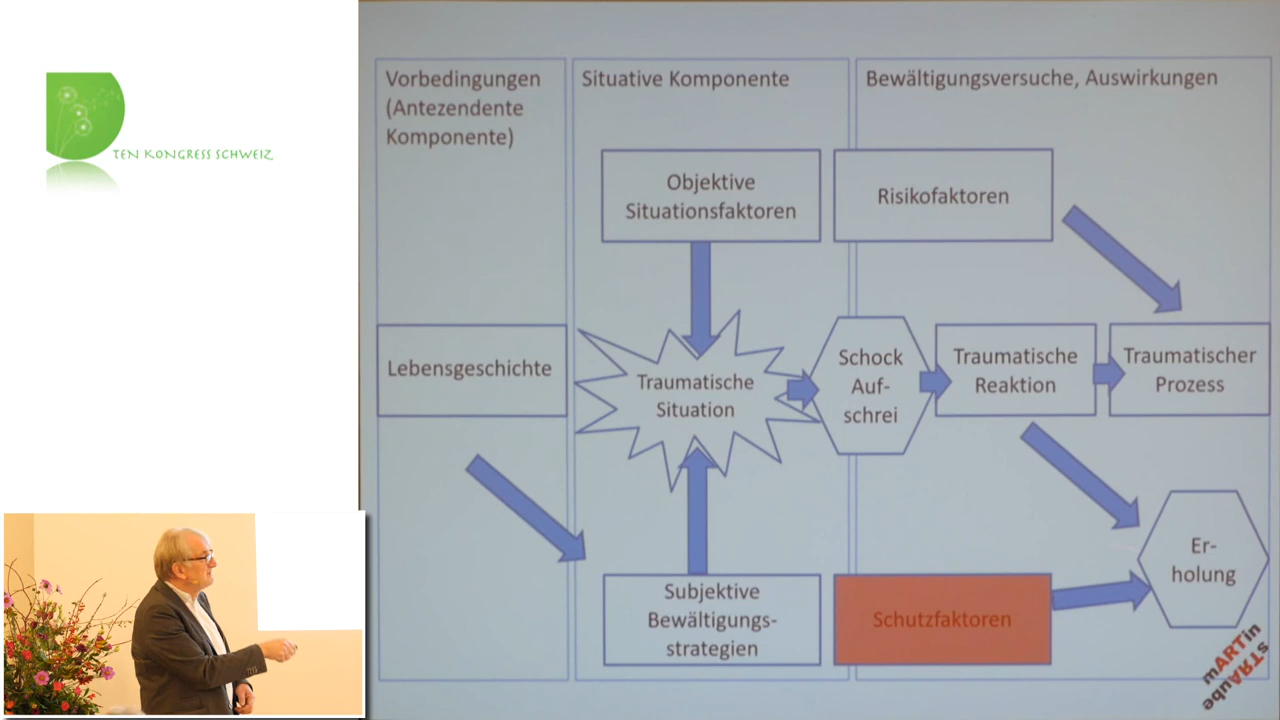 TEN KONGRESS SCHWEIZ
Vorbedingungen
(Antezendente
Komponente)
Situative Komponente
Bewältigungsversuche, Auswirkungen
Objektive
Situationsfaktoren
Risikofaktoren
Lebensgeschichte
Traumatische
Situation
Schock
Auf-
schrei
Traumatische
Reaktion
Traumatischer
Prozess
Subjektive
Bewältigungs-
strategien
Schutzfaktoren
Er-
holung
mARTin
stRAube